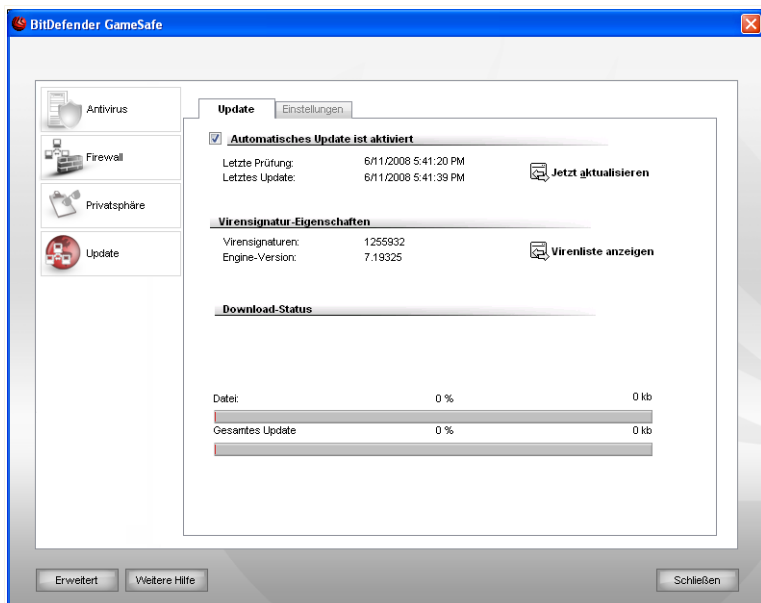 BitDefender GameSafe
Antivirus
Firewall
Privatsphäre
Update
Update Einstellungen
Automatisches Update ist aktiviert
Letzte Prüfung: 6/11/2008 5:41:20 PM
Letztes Update: 6/11/2008 5:41:39 PM
Jetzt aktualisieren
Virensignatur-Eigenschaften
Virensignaturen: 1255932
Engine-Version: 7.19325
Virenliste anzeigen
Download-Status
Datei: 0 % 0 kb
Gesamtes Update 0 % 0 kb
Erweitert Weitere Hilfe Schließen